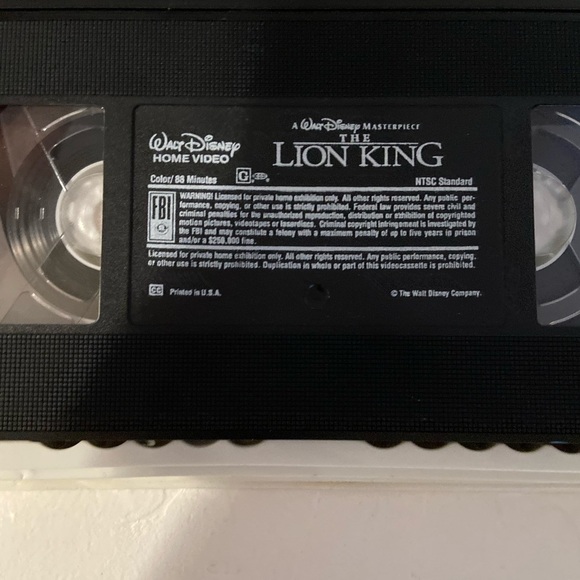 A Walt Disney Masterpiece
THE
LION KING
Walt Disney
HOME VIDEO
Color/ 88 Minutes
G
NTSC Standard
FBI
WARNING! Licensed for private home exhibition only. All other rights reserved. Any public per-
formance, copying, or other use is strictly prohibited. Federal law provides severe civil and
criminal penalties for the unauthorized reproduction, distribution or exhibition of copyrighted
motion pictures, videotapes or laserdiscs. Criminal copyright infringement is investigated by
the FBI and may constitute a felony with a maximum penalty of up to five years in prison
and/or a $250,000 fine.
Licensed for private home exhibition only. All other rights reserved. Any public performance, copying,
or other use is strictly prohibited. Duplication in whole or part of this videocassette is prohibited.
CC Printed in U.S.A.
© The Walt Disney Company.